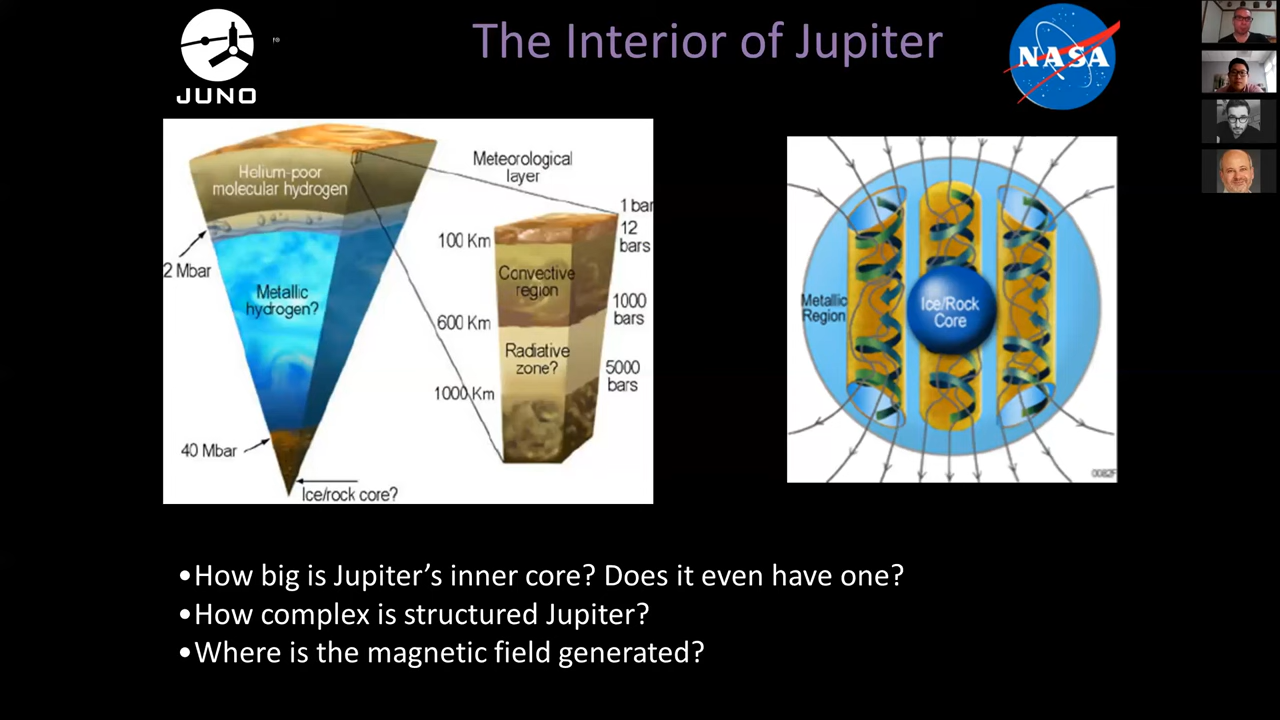 The Interior of Jupiter
JUNO
NASA
Helium-poor
molecular hydrogen
2 Mbar
Metallic
hydrogen?
40 Mbar
Ice/rock core?
Meteorological
layer
1 bar
12
bars
100 Km
Convective
region
1000
bars
600 Km
Radiative
zone?
5000
bars
1000 Km
Metallic
Region
Ice/Rock
Core
•How big is Jupiter’s inner core? Does it even have one?
•How complex is structured Jupiter?
•Where is the magnetic field generated?